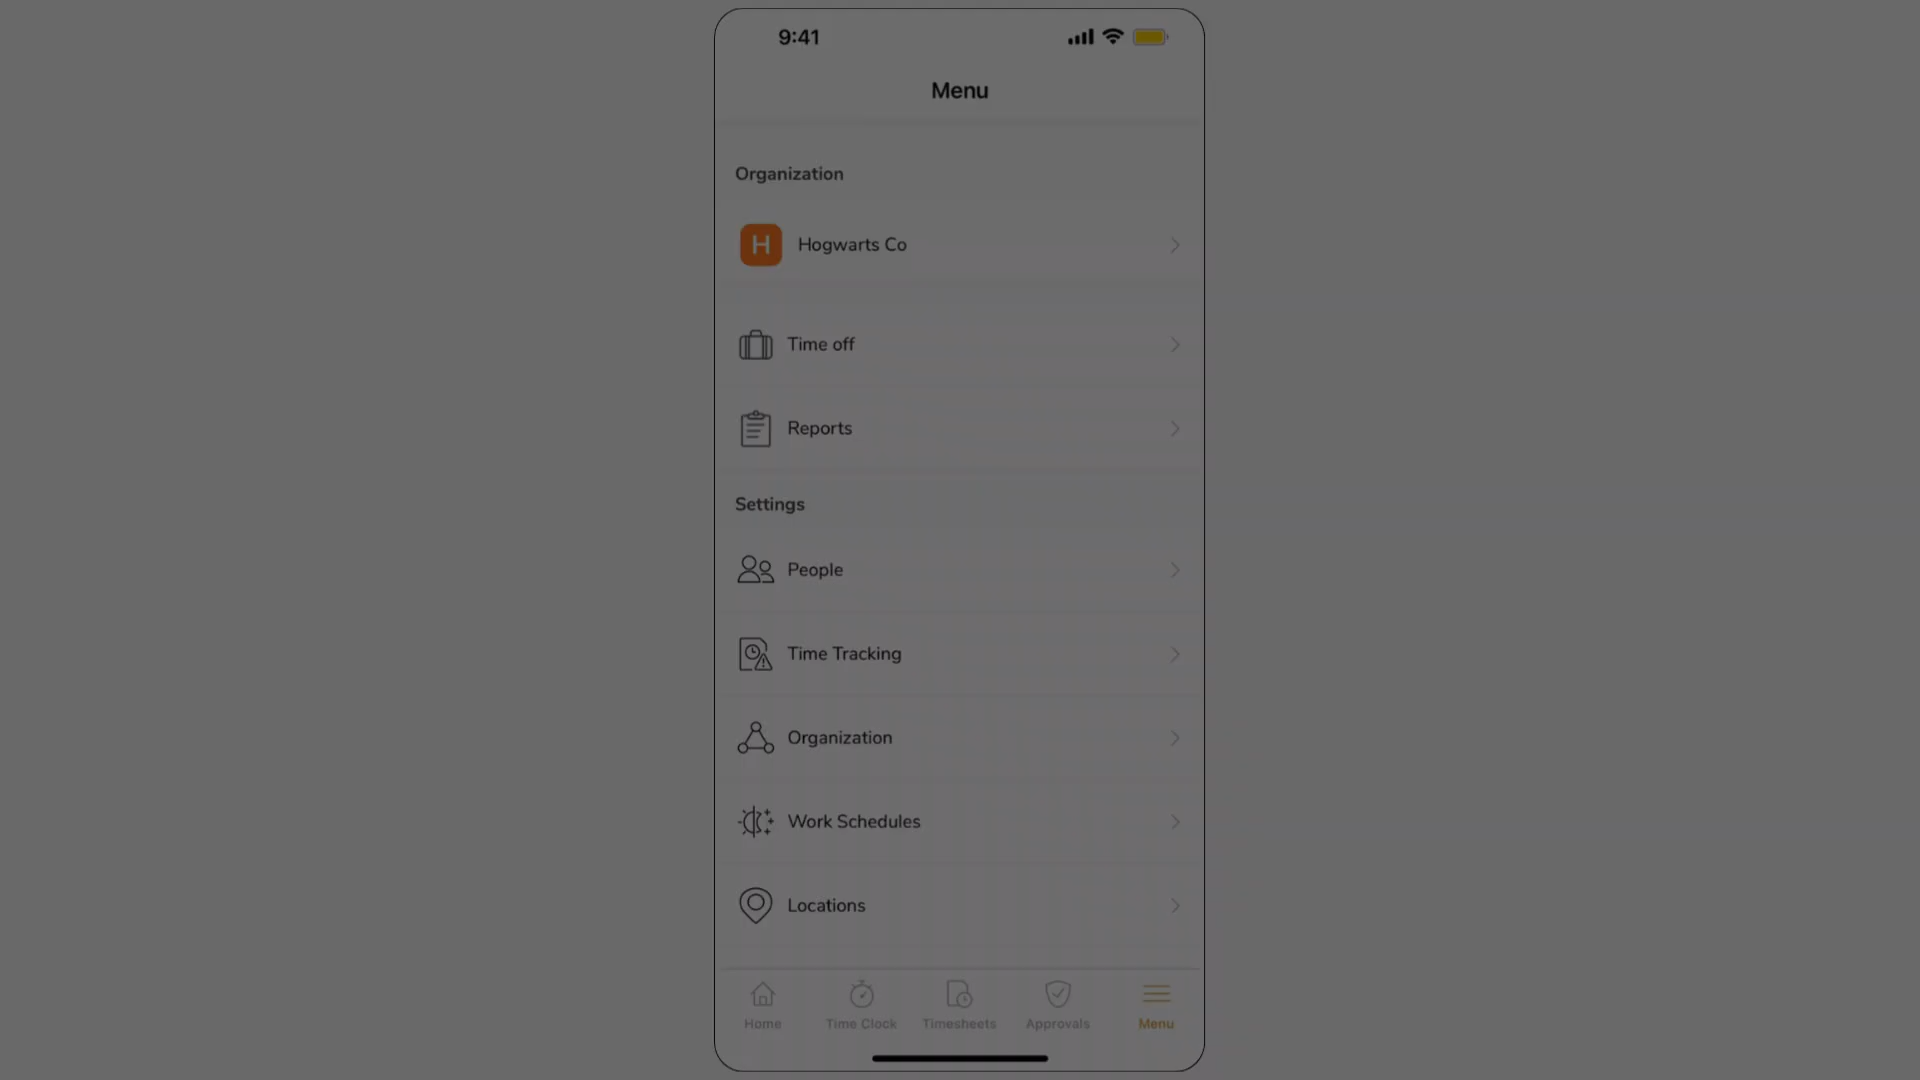 9:41
Menu
Organization
H Hogwarts Co
Time off
Reports
Settings
People
Time Tracking
Organization
Work Schedules
Locations
Home Time Clock Timesheets Approvals Menu